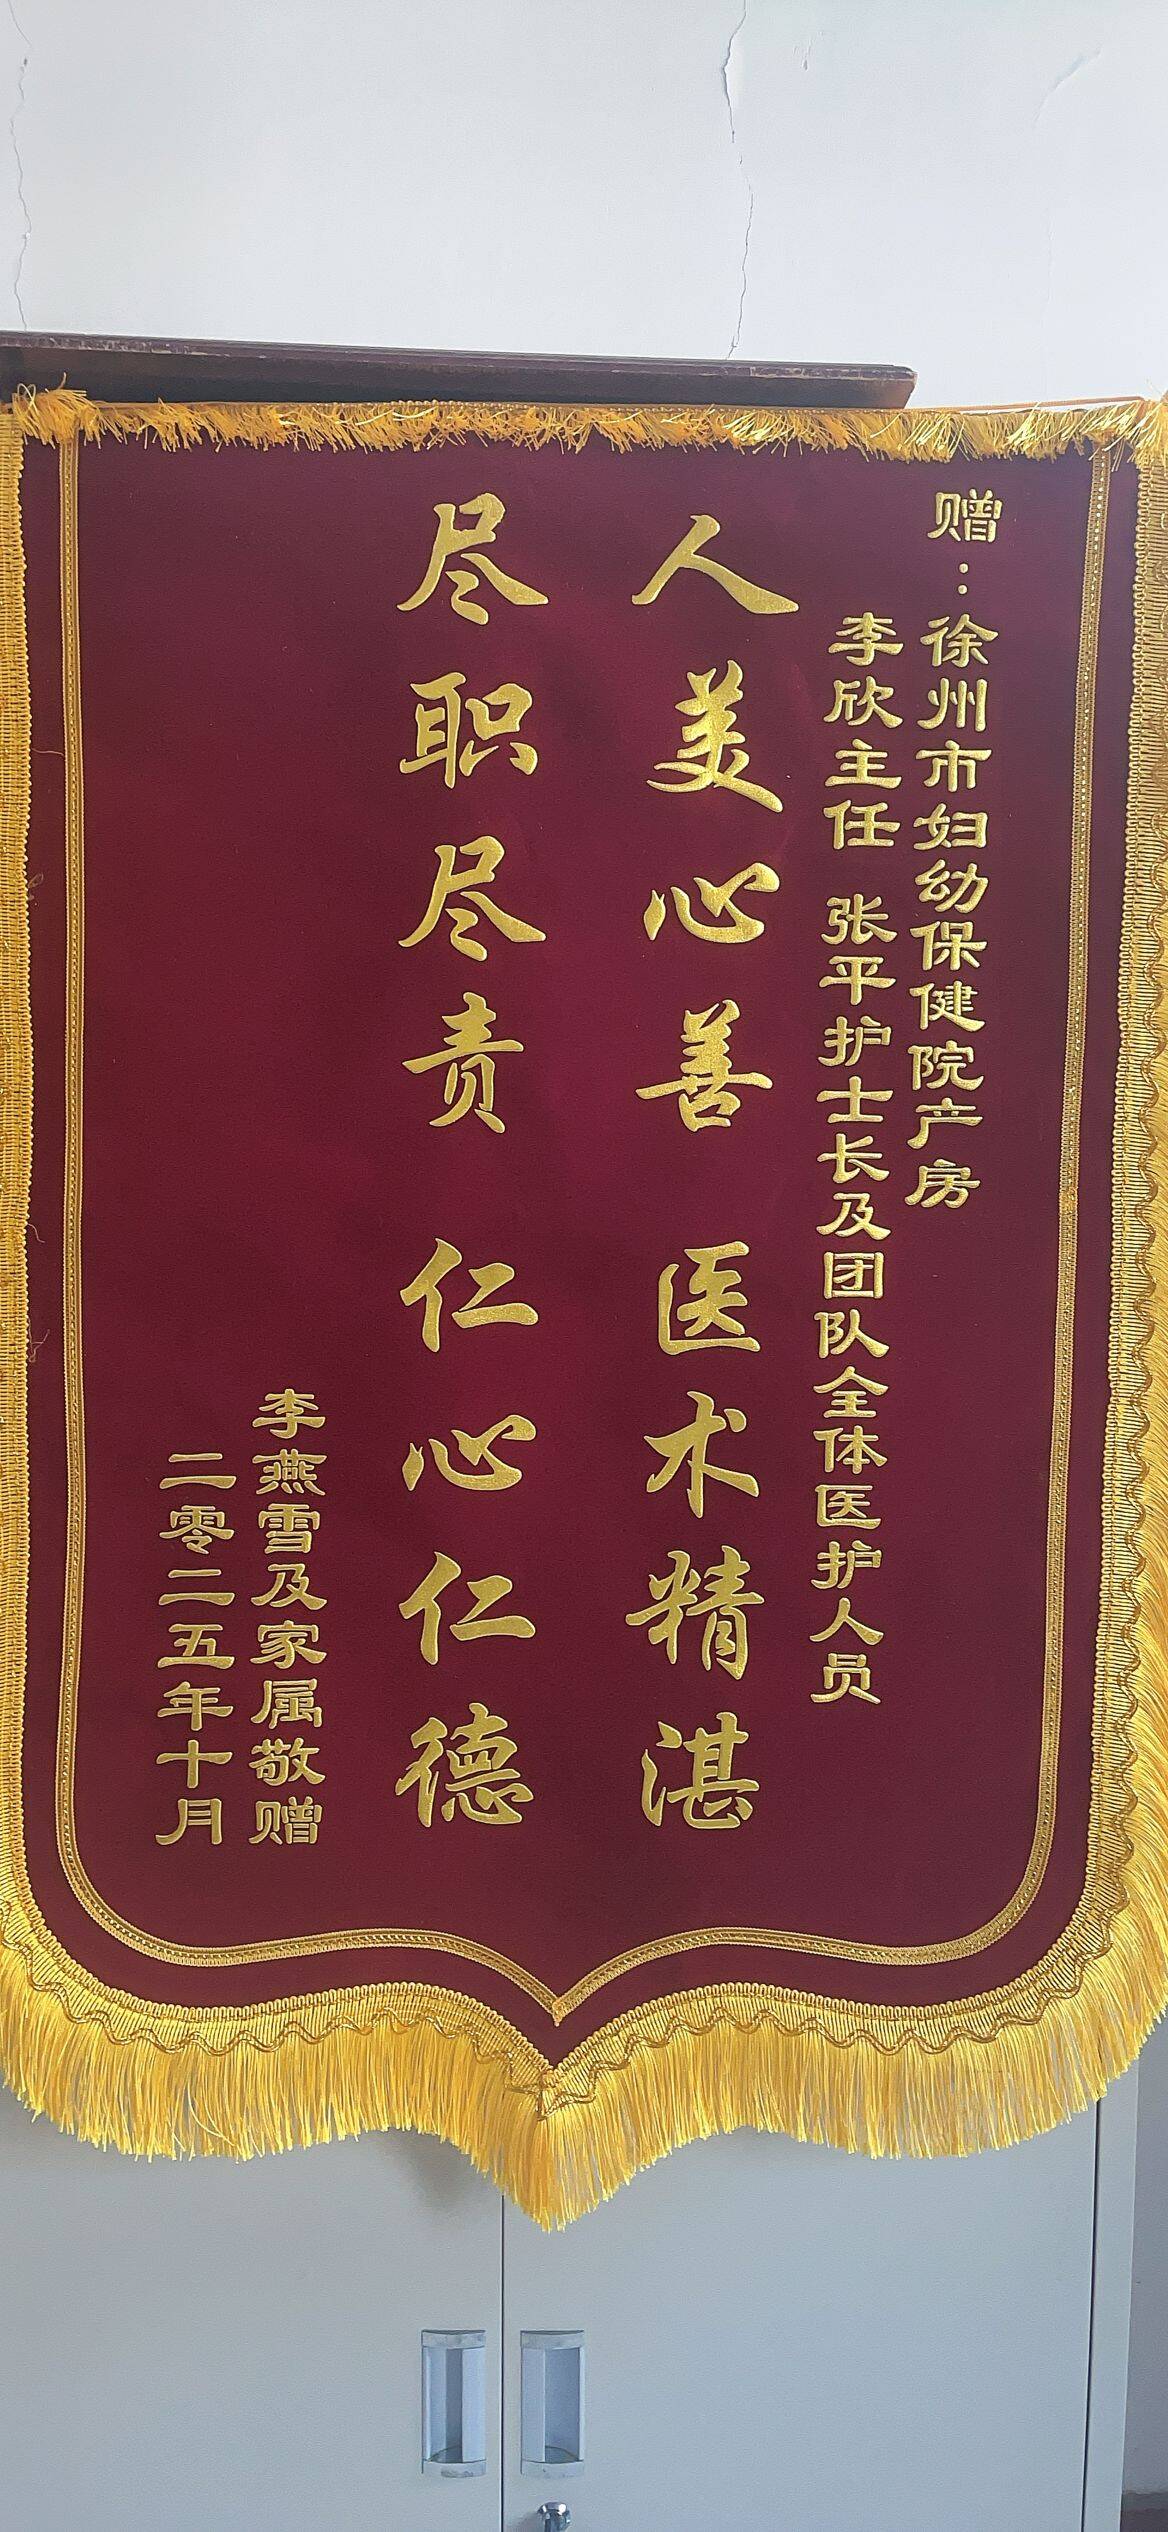 赠：徐州市妇幼保健院产房
李欣主任 张平护士长及团队全体医护人员
人美心善 医术精湛
尽职尽责 仁心仁德
李燕雪及家属敬赠
二零二五年十月